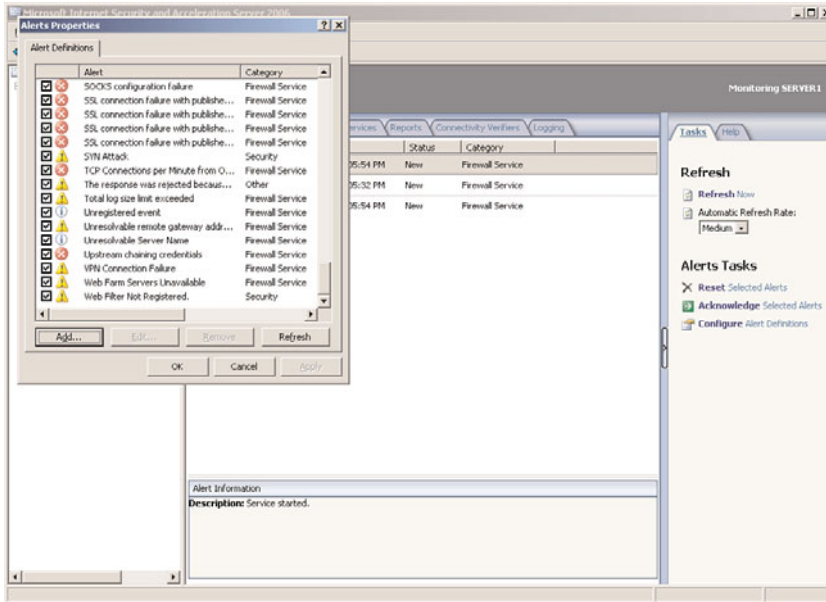 Microsoft Internet Security and Acceleration Server 2006
Alerts Properties
Alert Definitions
Alert Category
SOCKS configuration failure Firewall Service
SSL connection failure with publishe... Firewall Service
SSL connection failure with publishe... Firewall Service
SSL connection failure with publishe... Firewall Service
SSL connection failure with publishe... Firewall Service
SYN Attack Security
TCP Connections per Minute from O... Firewall Service
The response was rejected becaus... Other
Total log size limit exceeded Firewall Service
Unregistered event Firewall Service
Unresolvable remote gateway addr... Firewall Service
Unresolvable Server Name Firewall Service
Upstream chaining credentials Firewall Service
VPN Connection Failure Firewall Service
Web Farm Servers Unavailable Firewall Service
Web Filter Not Registered. Security
Add... Edit... Remove Refresh
OK Cancel Apply
Monitoring SERVER1
Reports Connectivity Verifiers Logging
Status Category
05:54 PM New Firewall Service
05:32 PM New Firewall Service
05:54 PM New Firewall Service
Alert Information
Description: Service started.
Tasks Help
Refresh
Refresh Now
Automatic Refresh Rate:
Medium
Alerts Tasks
Reset Selected Alerts
Acknowledge Selected Alerts
Configure Alert Definitions